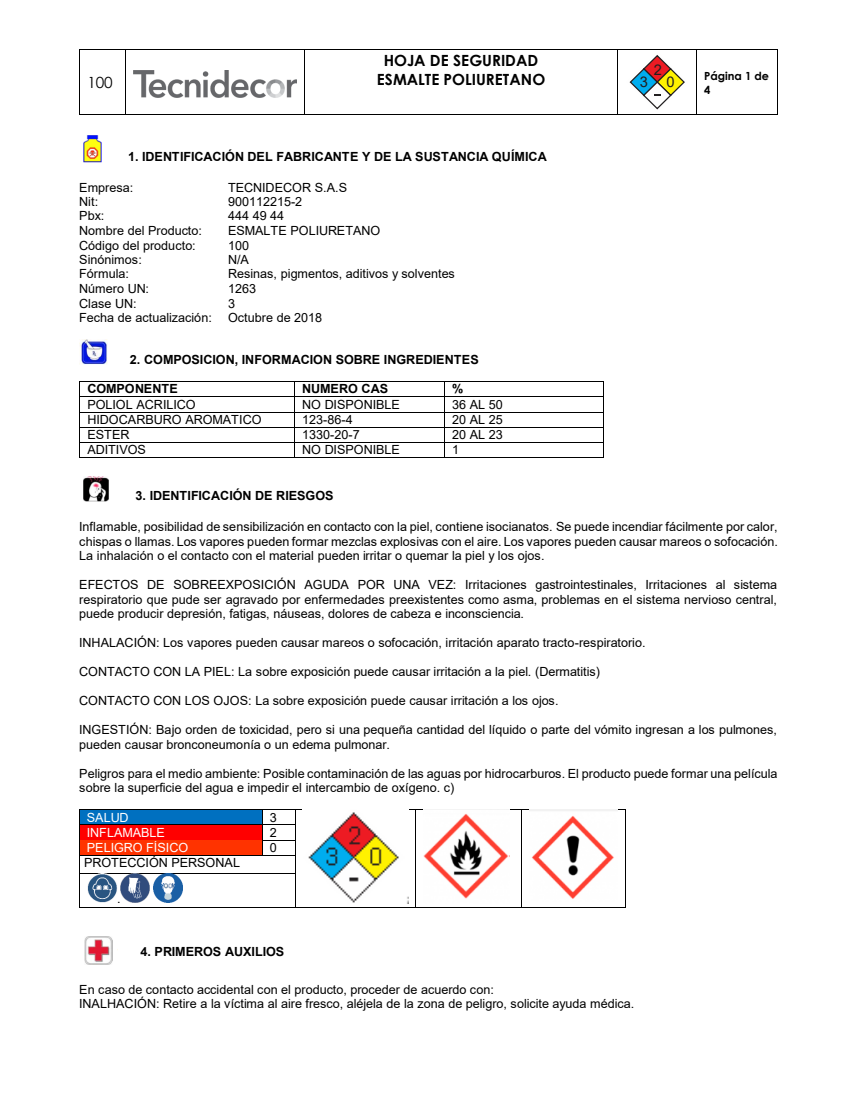 100
Tecnidecor
HOJA DE SEGURIDAD
ESMALTE POLIURETANO
2
3 0
-
Página 1 de
4
1. IDENTIFICACIÓN DEL FABRICANTE Y DE LA SUSTANCIA QUÍMICA
Empresa: TECNIDECOR S.A.S
Nit: 900112215-2
Pbx: 444 49 44
Nombre del Producto: ESMALTE POLIURETANO
Código del producto: 100
Sinónimos: N/A
Fórmula: Resinas, pigmentos, aditivos y solventes
Número UN: 1263
Clase UN: 3
Fecha de actualización: Octubre de 2018
2. COMPOSICION, INFORMACION SOBRE INGREDIENTES
COMPONENTE NUMERO CAS %
POLIOL ACRILICO NO DISPONIBLE 36 AL 50
HIDOCARBURO AROMATICO 123-86-4 20 AL 25
ESTER 1330-20-7 20 AL 23
ADITIVOS NO DISPONIBLE 1
3. IDENTIFICACIÓN DE RIESGOS
Inflamable, posibilidad de sensibilización en contacto con la piel, contiene isocianatos. Se puede incendiar fácilmente por calor,
chispas o llamas. Los vapores pueden formar mezclas explosivas con el aire. Los vapores pueden causar mareos o sofocación.
La inhalación o el contacto con el material pueden irritar o quemar la piel y los ojos.
EFECTOS DE SOBREEXPOSICIÓN AGUDA POR UNA VEZ: Irritaciones gastrointestinales, Irritaciones al sistema
respiratorio que pude ser agravado por enfermedades preexistentes como asma, problemas en el sistema nervioso central,
puede producir depresión, fatigas, náuseas, dolores de cabeza e inconsciencia.
INHALACIÓN: Los vapores pueden causar mareos o sofocación, irritación aparato tracto-respiratorio.
CONTACTO CON LA PIEL: La sobre exposición puede causar irritación a la piel. (Dermatitis)
CONTACTO CON LOS OJOS: La sobre exposición puede causar irritación a los ojos.
INGESTIÓN: Bajo orden de toxicidad, pero si una pequeña cantidad del líquido o parte del vómito ingresan a los pulmones,
pueden causar bronconeumonía o un edema pulmonar.
Peligros para el medio ambiente: Posible contaminación de las aguas por hidrocarburos. El producto puede formar una película
sobre la superficie del agua e impedir el intercambio de oxígeno. c)
SALUD 3
INFLAMABLE 2
PELIGRO FÍSICO 0
PROTECCIÓN PERSONAL
2
3 0
-
4. PRIMEROS AUXILIOS
En caso de contacto accidental con el producto, proceder de acuerdo con:
INALHACIÓN: Retire a la víctima al aire fresco, aléjela de la zona de peligro, solicite ayuda médica.